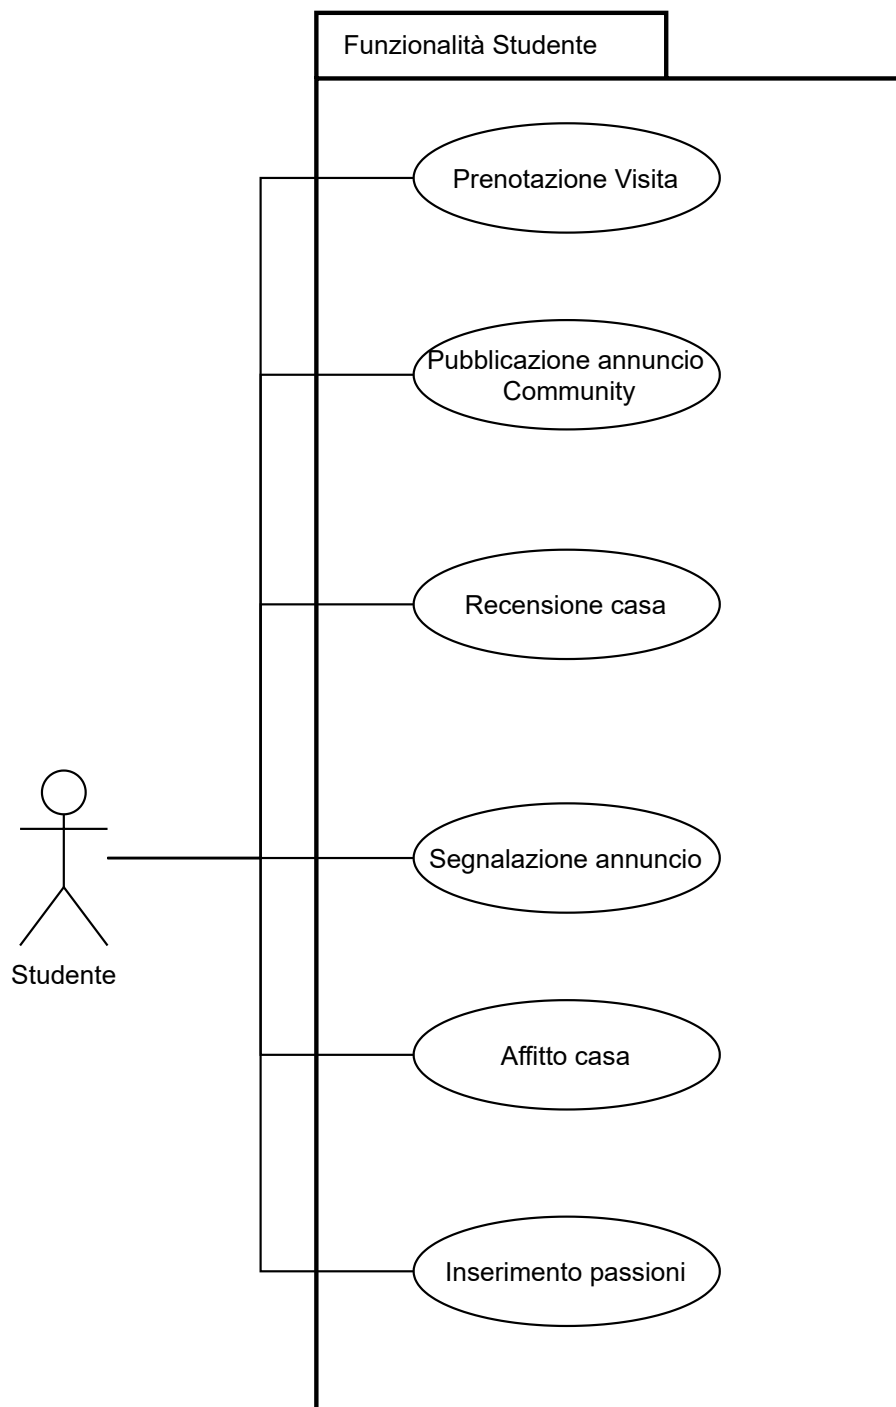 Funzionalità Studente
Prenotazione Visita
Pubblicazione annuncio
Community
Recensione casa
Segnalazione annuncio
Studente
Affitto casa
Inserimento passioni